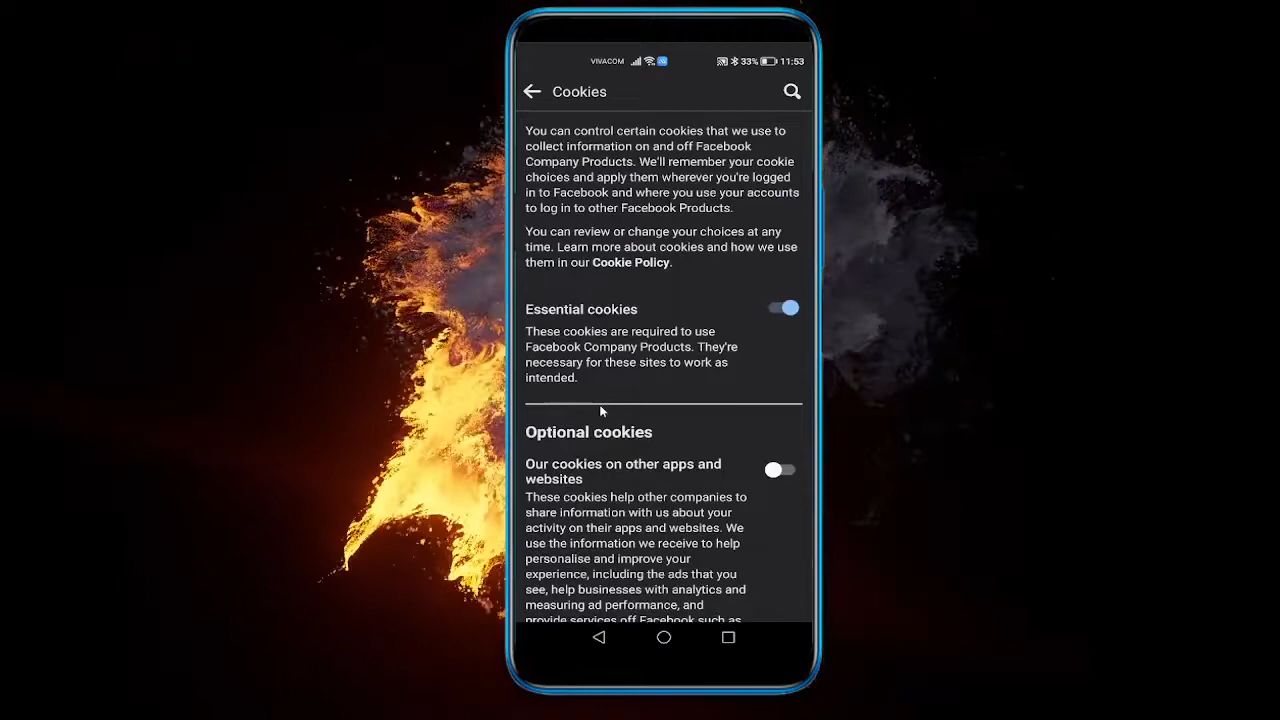 VIVACOM
33% 11:53
Cookies
You can control certain cookies that we use to
collect information on and off Facebook
Company Products. We'll remember your cookie
choices and apply them wherever you're logged
in to Facebook and where you use your accounts
to log in to other Facebook Products.
You can review or change your choices at any
time. Learn more about cookies and how we use
them in our Cookie Policy.
Essential cookies
These cookies are required to use
Facebook Company Products. They're
necessary for these sites to work as
intended.
Optional cookies
Our cookies on other apps and
websites
These cookies help other companies to
share information with us about your
activity on their apps and websites. We
use the information we receive to help
personalise and improve your
experience, including the ads that you
see, help businesses with analytics and
measuring ad performance, and
provide services off Facebook such as